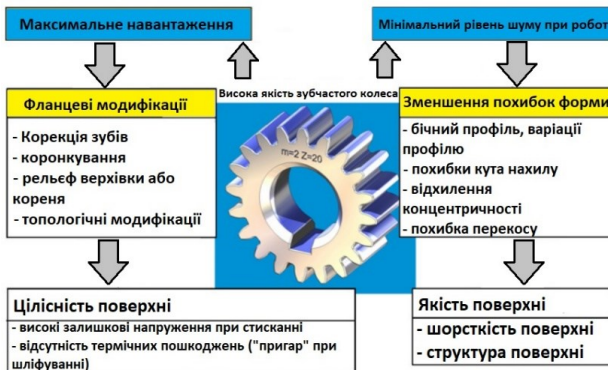 Максимальне навантаження
Мінімальний рівень шуму при робот
Висока якість зубчастого колеса
Фланцеві модифікації
- Корекція зубів
- коронкування
- рельєф верхівки або
кореня
- топологічні модифікації
m=2 Z=20
Зменшення похибок форми
- бічний профіль, варіації
профілю
- похибки кута нахилу
- відхилення
концентричності
- похибка перекосу
Цілісність поверхні
- високі залишкові напруження при стисканні
- відсутність термічних пошкоджень ("пригар" при
шліфуванні)
Якість поверхні
- шорсткість поверхні
- структура поверхні